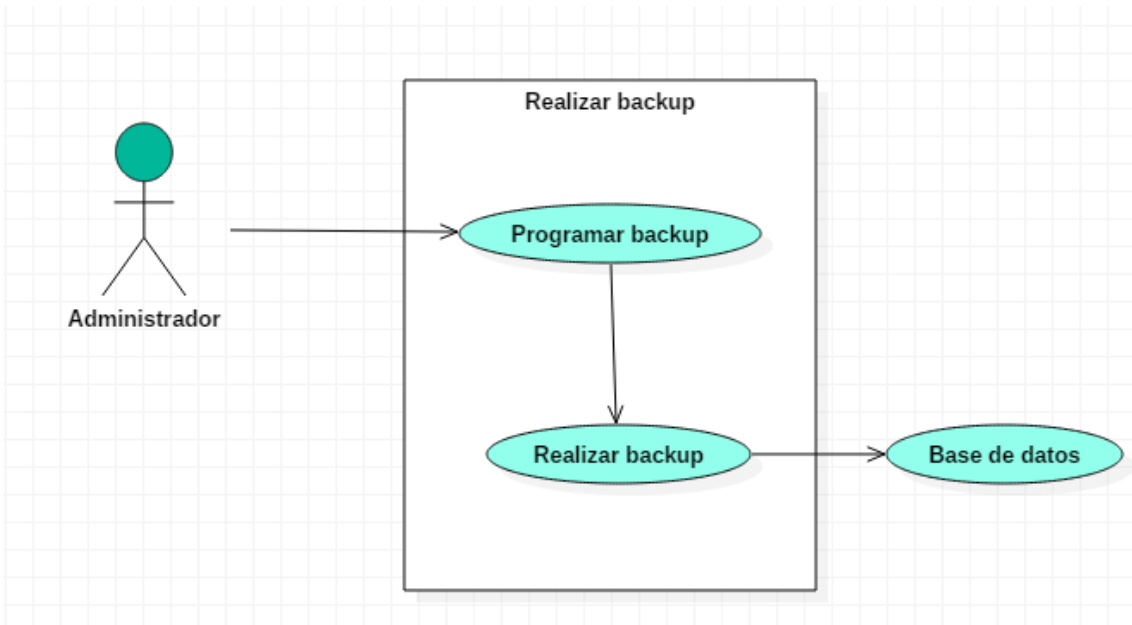 Realizar backup
Programar backup
Administrador
Realizar backup
Base de datos